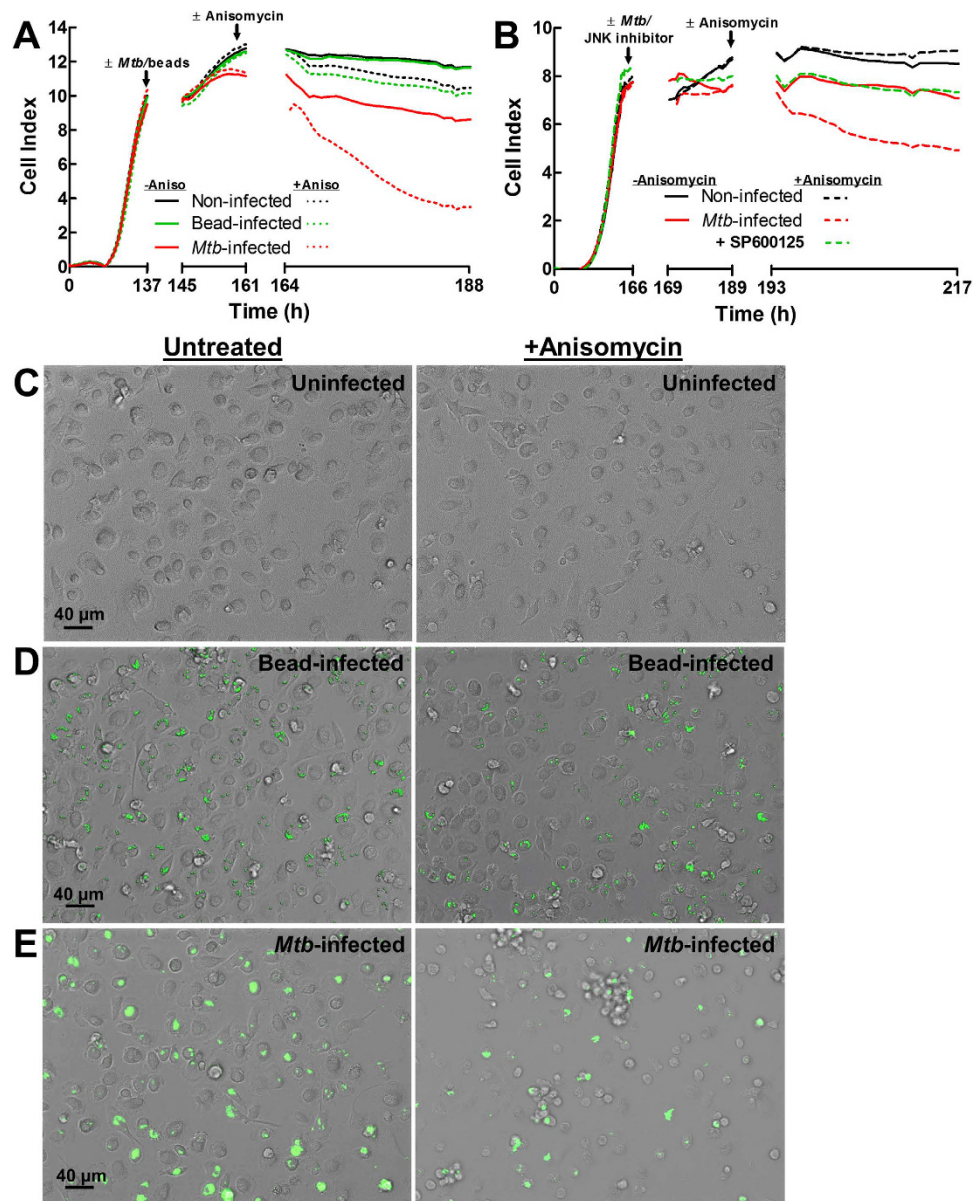 A
± Anisomycin
± Mtb/beads
Cell Index
14
12
10
8
6
4
2
0
-Aniso +Aniso
Non-infected
Bead-infected
Mtb-infected
0 137 145 161 164 188
Time (h)
B
± Mtb/
JNK inhibitor
± Anisomycin
Cell Index
10
8
6
4
2
0
-Anisomycin +Anisomycin
Non-infected
Mtb-infected
+ SP600125
0 166 169 189 193 217
Time (h)
Untreated +Anisomycin
C
Uninfected
Uninfected
40 µm
D
Bead-infected
Bead-infected
40 µm
E
Mtb-infected
Mtb-infected
40 µm